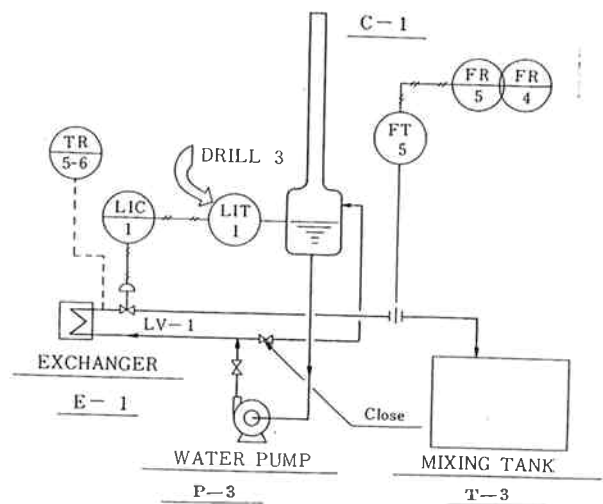 C-1
FR 5
FR 4
FT 5
TR 5-6
DRILL 3
LIC 1
LIT 1
LV-1
EXCHANGER
E-1
Close
WATER PUMP
P-3
MIXING TANK
T-3